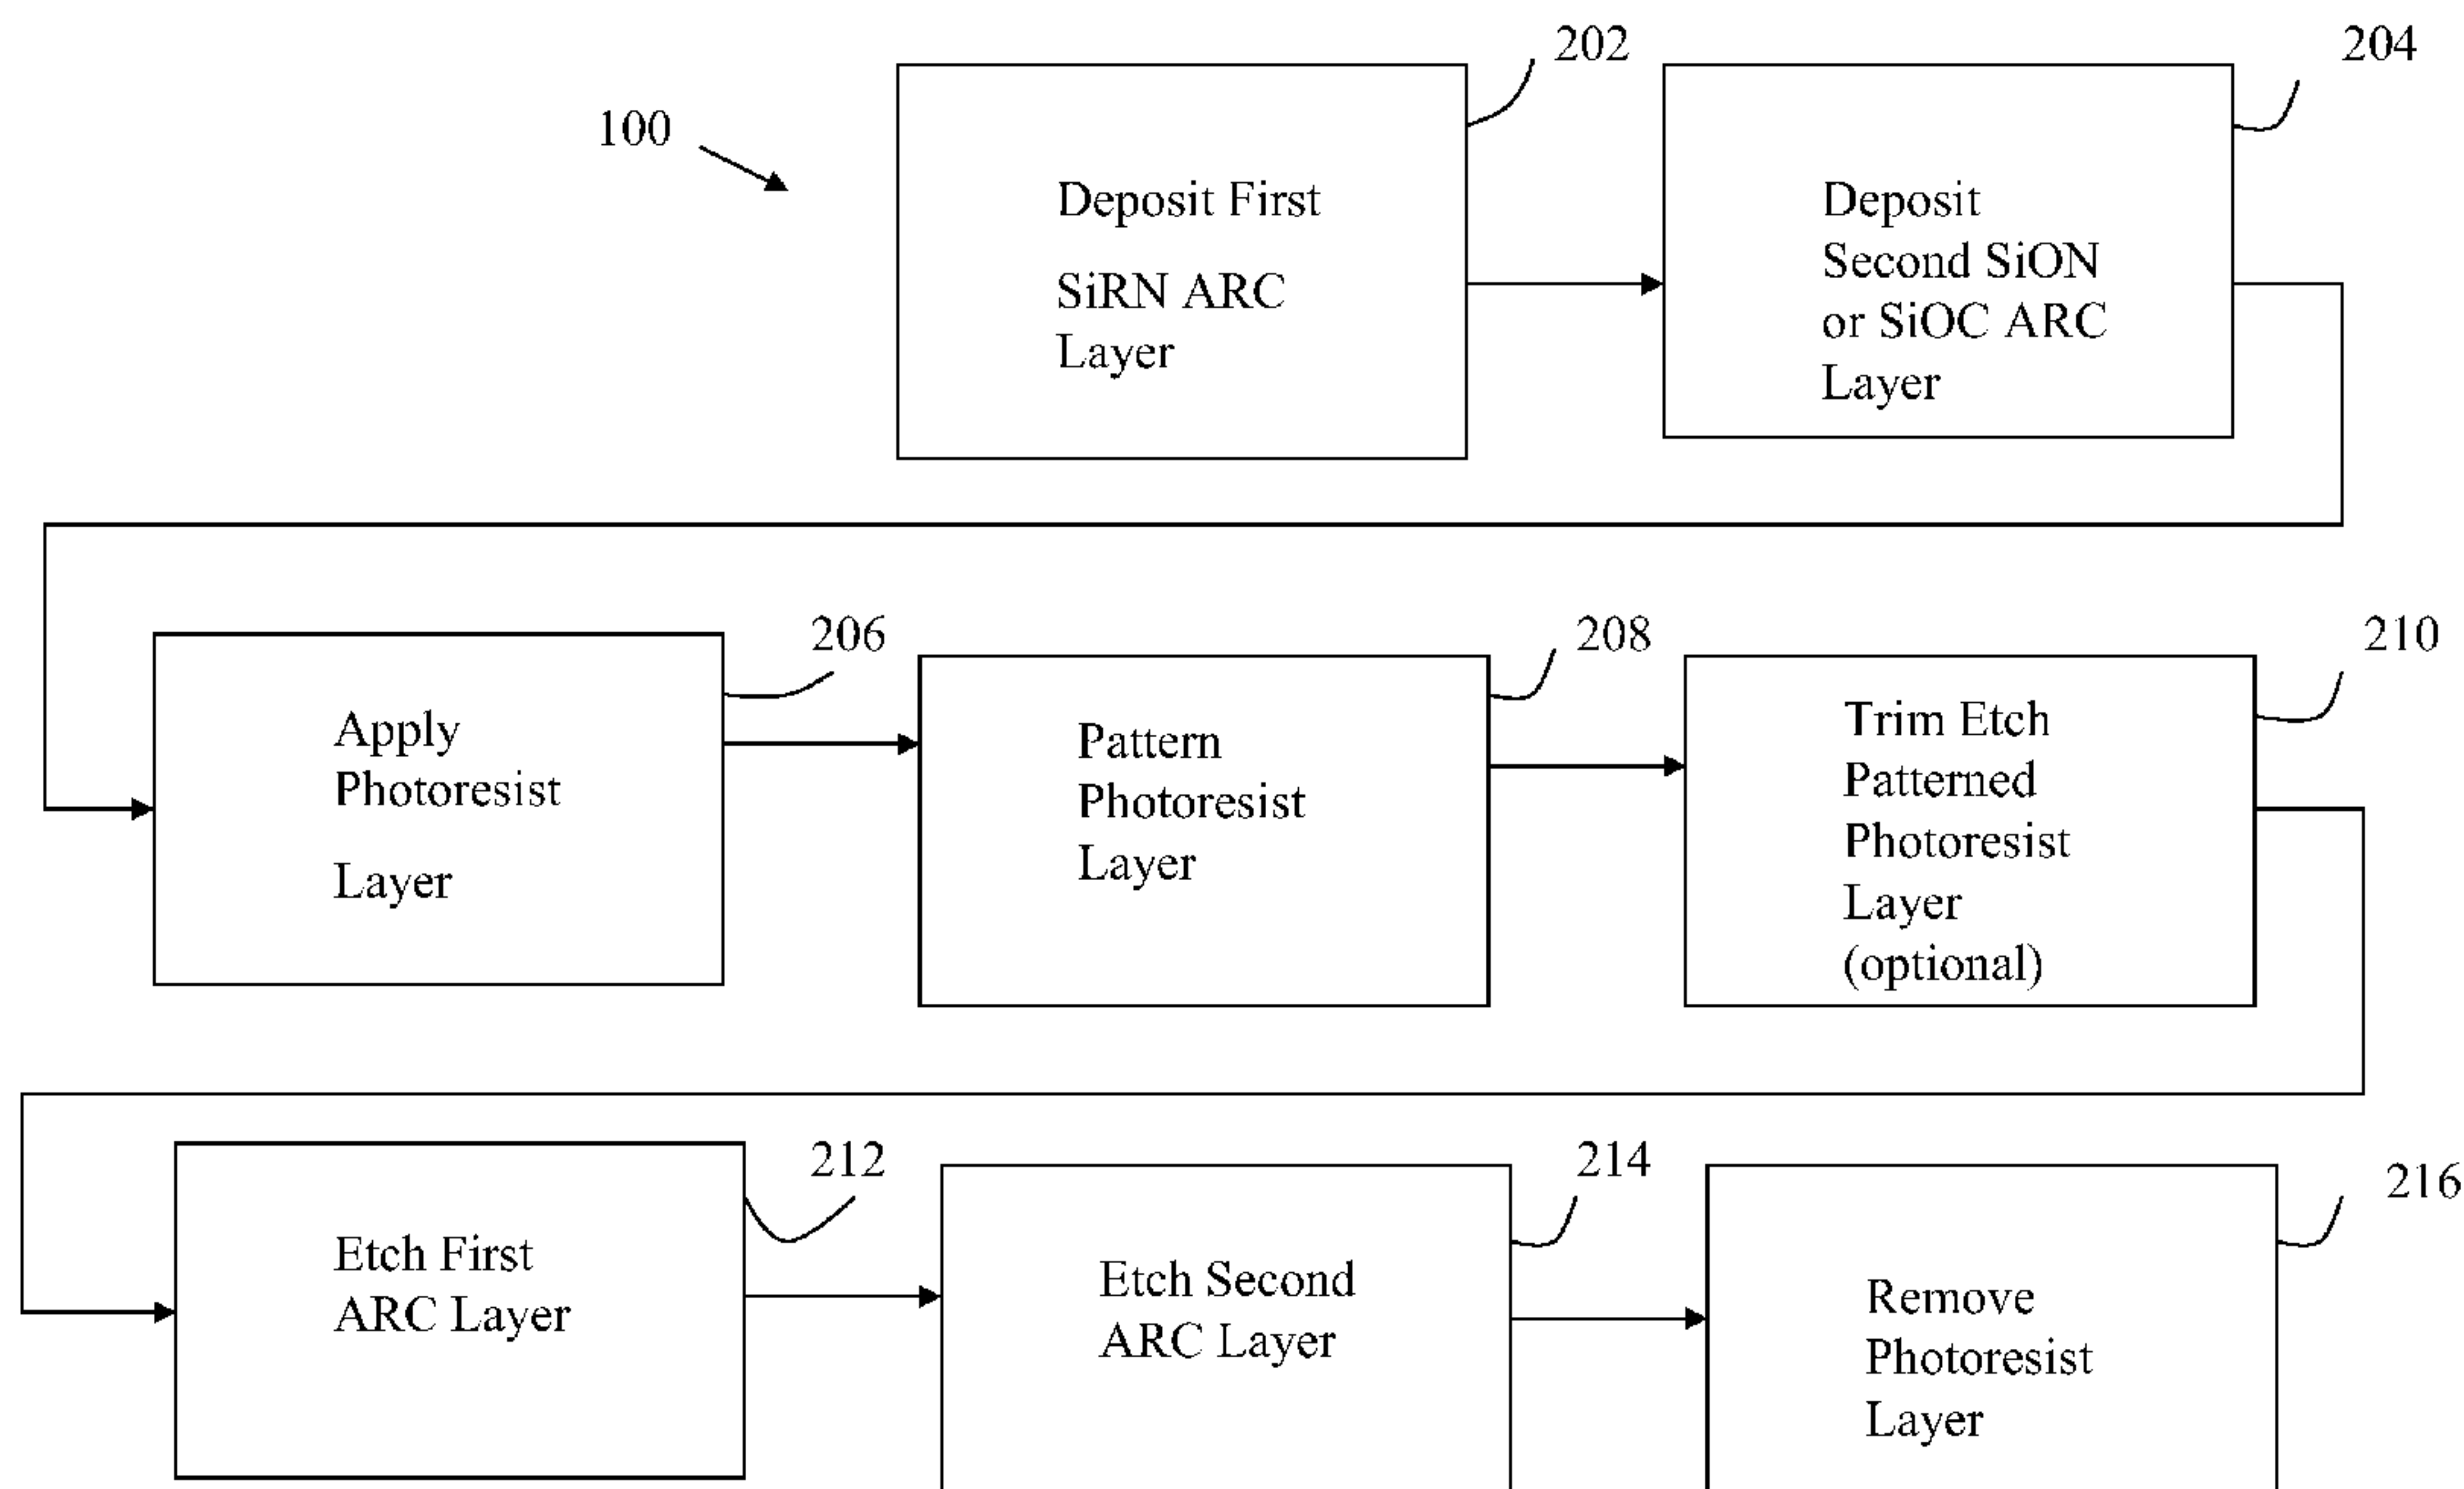 100
202
Deposit First
SiRN ARC
Layer
204
Deposit
Second SiON
or SiOC ARC
Layer
206
Apply
Photoresist
Layer
208
Pattern
Photoresist
Layer
210
Trim Etch
Patterned
Photoresist
Layer
(optional)
212
Etch First
ARC Layer
214
Etch Second
ARC Layer
216
Remove
Photoresist
Layer